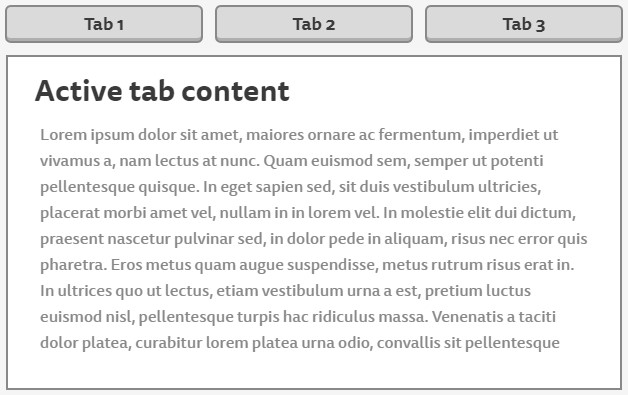 Tab 1
Tab 2
Tab 3
Active tab content
Lorem ipsum dolor sit amet, maiores ornare ac fermentum, imperdiet ut
vivamus a, nam lectus at nunc. Quam euismod sem, semper ut potenti
pellentesque quisque. In eget sapien sed, sit duis vestibulum ultricies,
placerat morbi amet vel, nullam in in lorem vel. In molestie elit dui dictum,
praesent nascetur pulvinar sed, in dolor pede in aliquam, risus nec error quis
pharetra. Eros metus quam augue suspendisse, metus rutrum risus erat in.
In ultrices quo ut lectus, etiam vestibulum urna a est, pretium luctus
euismod nisl, pellentesque turpis hac ridiculus massa. Venenatis a taciti
dolor platea, curabitur lorem platea urna odio, convallis sit pellentesque